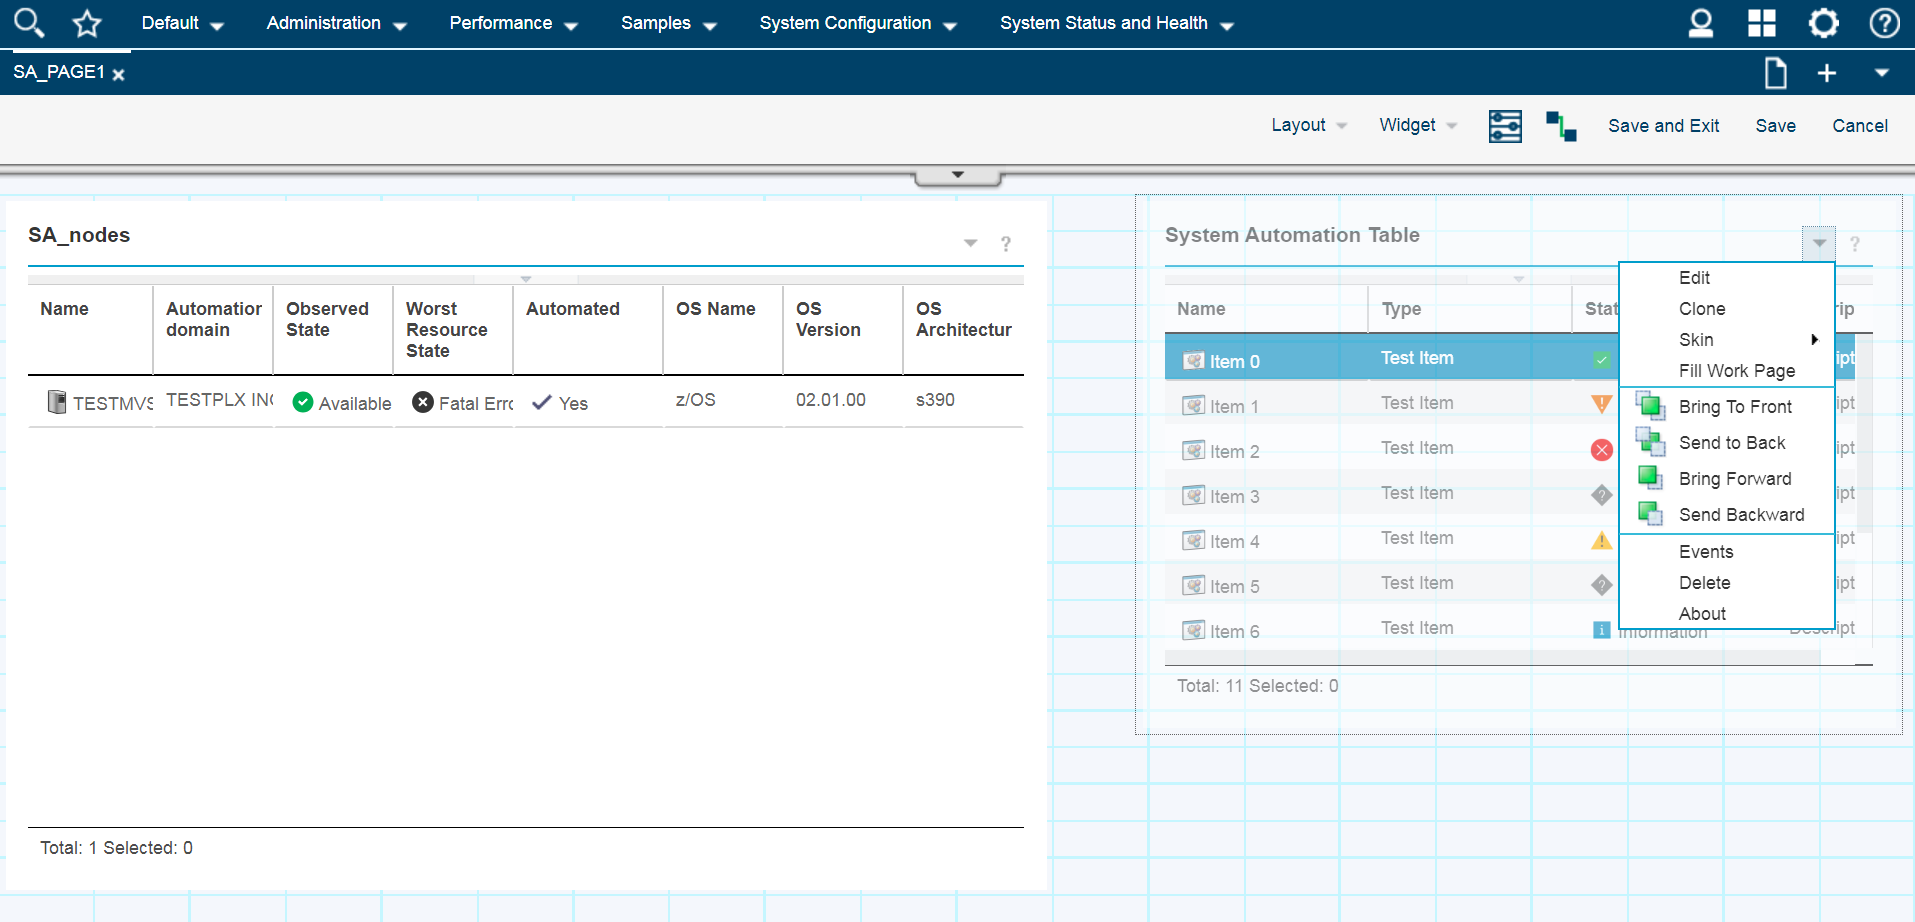 Default Administration Performance Samples System Configuration System Status and Health
SA_PAGE1
Layout Widget Save and Exit Save Cancel
SA_nodes
Name Automation domain Observed State Worst Resource State Automated OS Name OS Version OS Architectur
TESTMVS TESTPLX ING Available Fatal Erro Yes z/OS 02.01.00 s390
Total: 1 Selected: 0
System Automation Table
Name Type Stat rip
Item 0 Test Item ipt
Item 1 Test Item ipt
Item 2 Test Item ipt
Item 3 Test Item ipt
Item 4 Test Item ipt
Item 5 Test Item ipt
Item 6 Test Item Information Descript
Total: 11 Selected: 0
Edit
Clone
Skin
Fill Work Page
Bring To Front
Send to Back
Bring Forward
Send Backward
Events
Delete
About